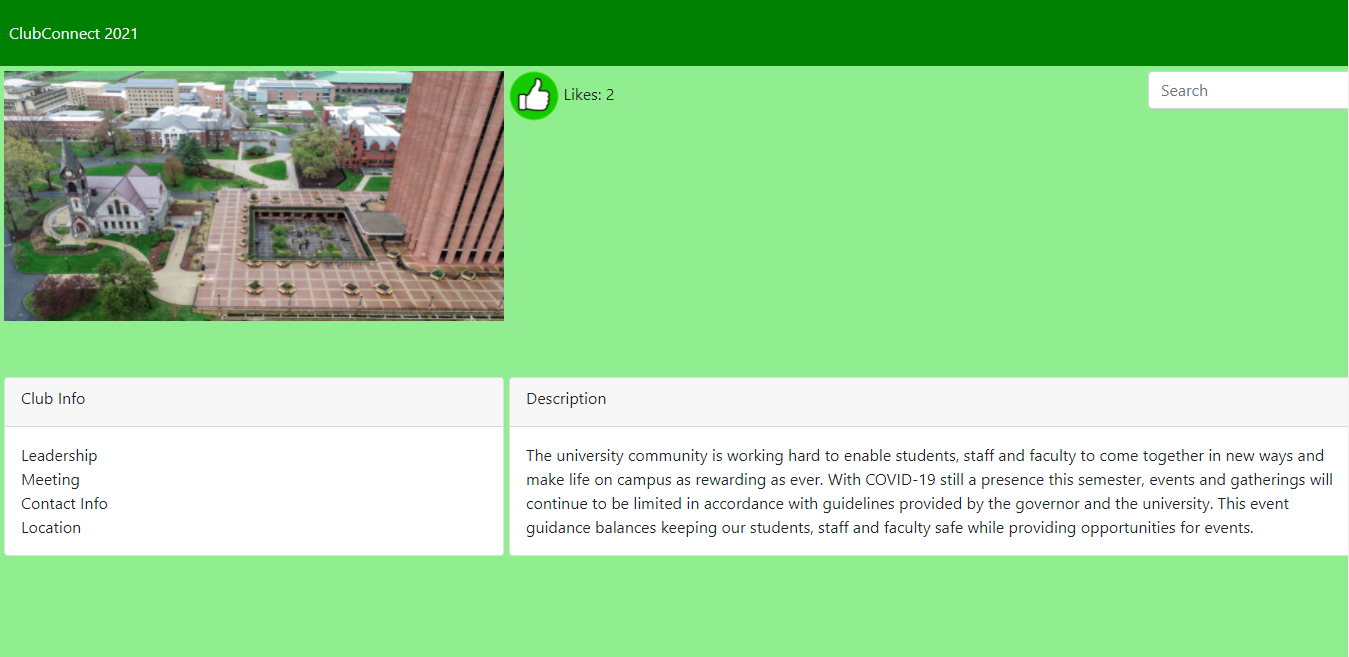 ClubConnect 2021
Likes: 2
Search
Club Info
Leadership
Meeting
Contact Info
Location
Description
The university community is working hard to enable students, staff and faculty to come together in new ways and
make life on campus as rewarding as ever. With COVID-19 still a presence this semester, events and gatherings will
continue to be limited in accordance with guidelines provided by the governor and the university. This event
guidance balances keeping our students, staff and faculty safe while providing opportunities for events.